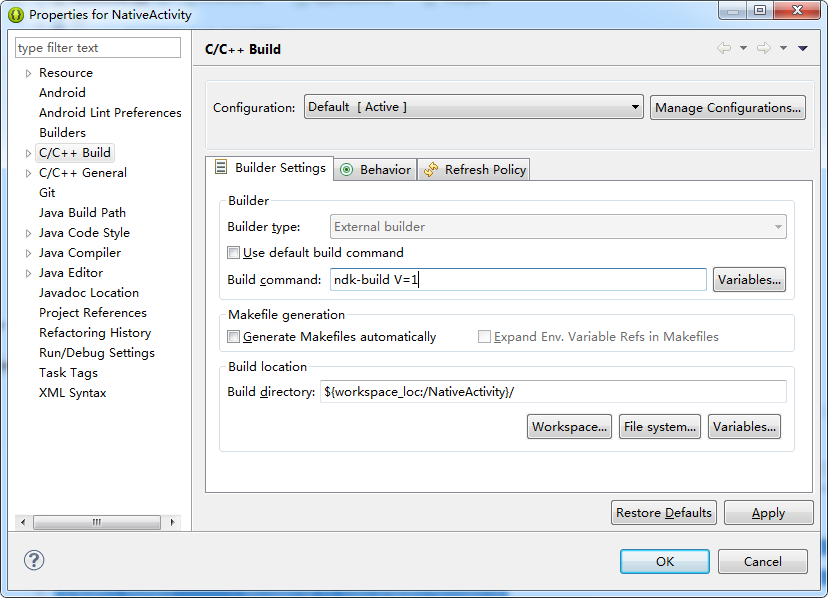 Properties for NativeActivity
type filter text
Resource
Android
Android Lint Preferences
Builders
C/C++ Build
C/C++ General
Git
Java Build Path
Java Code Style
Java Compiler
Java Editor
Javadoc Location
Project References
Refactoring History
Run/Debug Settings
Task Tags
XML Syntax
C/C++ Build
Configuration: Default [ Active ] Manage Configurations...
Builder Settings Behavior Refresh Policy
Builder
Builder type: External builder
Use default build command
Build command: ndk-build V=1 Variables...
Makefile generation
Generate Makefiles automatically Expand Env. Variable Refs in Makefiles
Build location
Build directory: ${workspace_loc:/NativeActivity}/
Workspace... File system... Variables...
Restore Defaults Apply
? OK Cancel